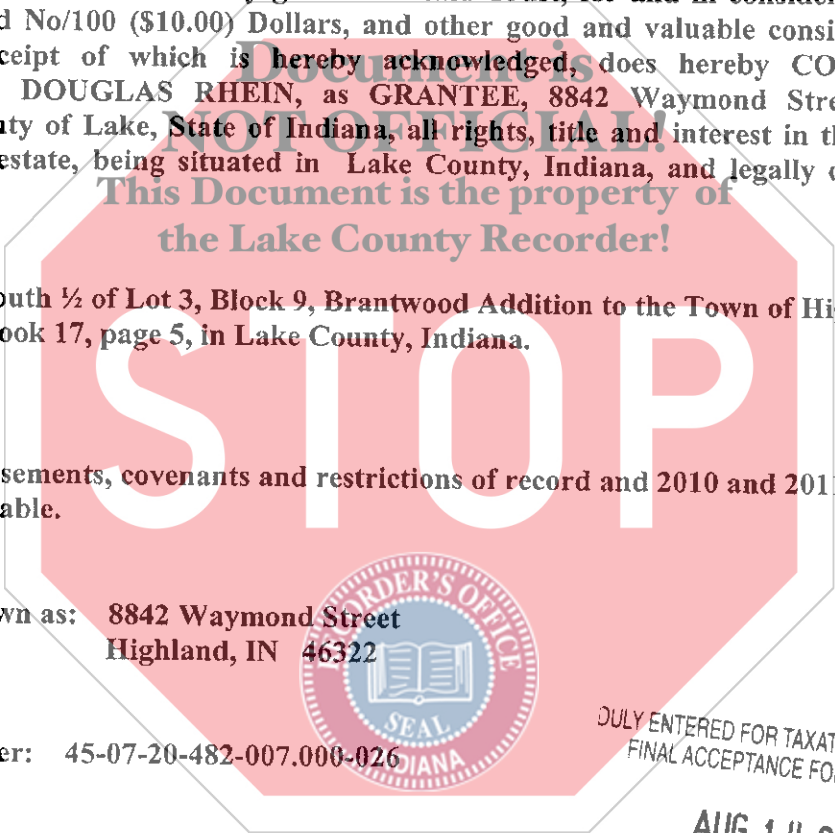 d No/100 ($10.00) Dollars, and other good and valuable consi
ceipt of which is hereby acknowledged, does hereby CO
DOUGLAS RHEIN, as GRANTEE, 8842 Waymond Stre
nty of Lake, State of Indiana, all rights, title and interest in th
estate, being situated in Lake County, Indiana, and legally d
Document is
NOT OFFICIAL!
This Document is the property of
the Lake County Recorder!
outh ½ of Lot 3, Block 9, Brantwood Addition to the Town of Hi
ook 17, page 5, in Lake County, Indiana.
STOP
sements, covenants and restrictions of record and 2010 and 201
able.
wn as: 8842 Waymond Street
Highland, IN 46322
RECORDER'S OFFICE
SEAL
INDIANA
er: 45-07-20-482-007.000-026
DULY ENTERED FOR TAXAT
FINAL ACCEPTANCE FO
AUG